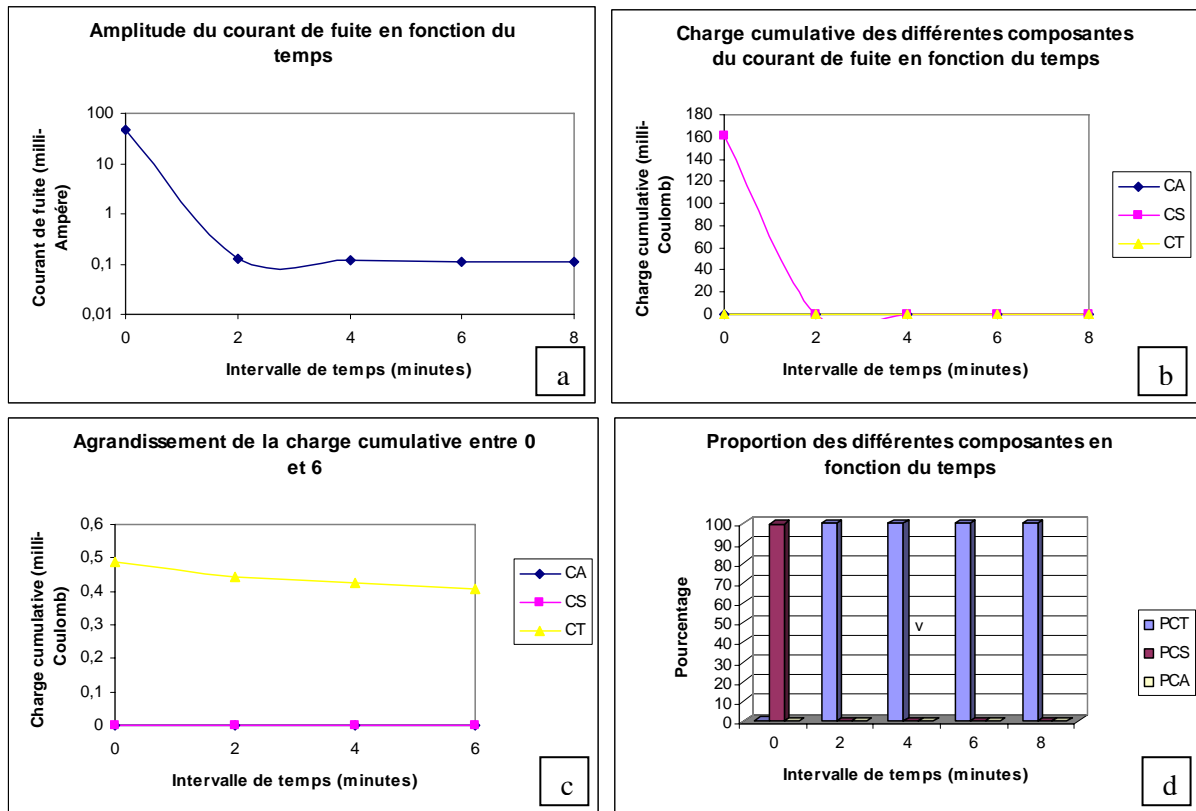 Amplitude du courant de fuite en fonction du
temps
Courant de fuite (milli-
Ampére)
100
10
1
0,1
0,01
0
2
4
6
8
Intervalle de temps (minutes)
a
Charge cumulative des différentes composantes
du courant de fuite en fonction du temps
Charge cumulative (milli-
Coulomb)
180
160
140
120
100
80
60
40
20
0
0
2
4
6
8
Intervalle de temps (minutes)
CA
CS
CT
b
Agrandissement de la charge cumulative entre 0
et 6
Charge cumulative (milli-
Coulomb)
0,6
0,5
0,4
0,3
0,2
0,1
0
0
2
4
6
Intervalle de temps (minutes)
CA
CS
CT
c
Proportion des différentes composantes en
fonction du temps
Pourcentage
100
90
80
70
60
50
40
30
20
10
0
v
0
2
4
6
8
Intervalle de temps (minutes)
PCT
PCS
PCA
d